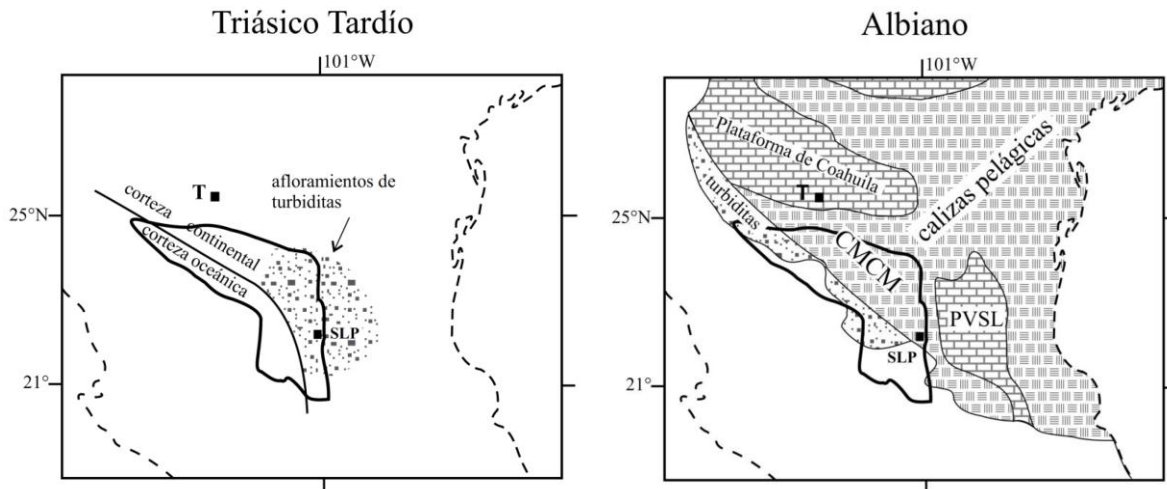 Triásico Tardío
101°W
afloramientos de
turbiditas
T
corteza
continental
corteza oceánica
25°N
SLP
21°
Albiano
101°W
Plataforma de Coahuila
T
calizas pelágicas
turbiditas
25°N
CMCM
PVSL
SLP
21°